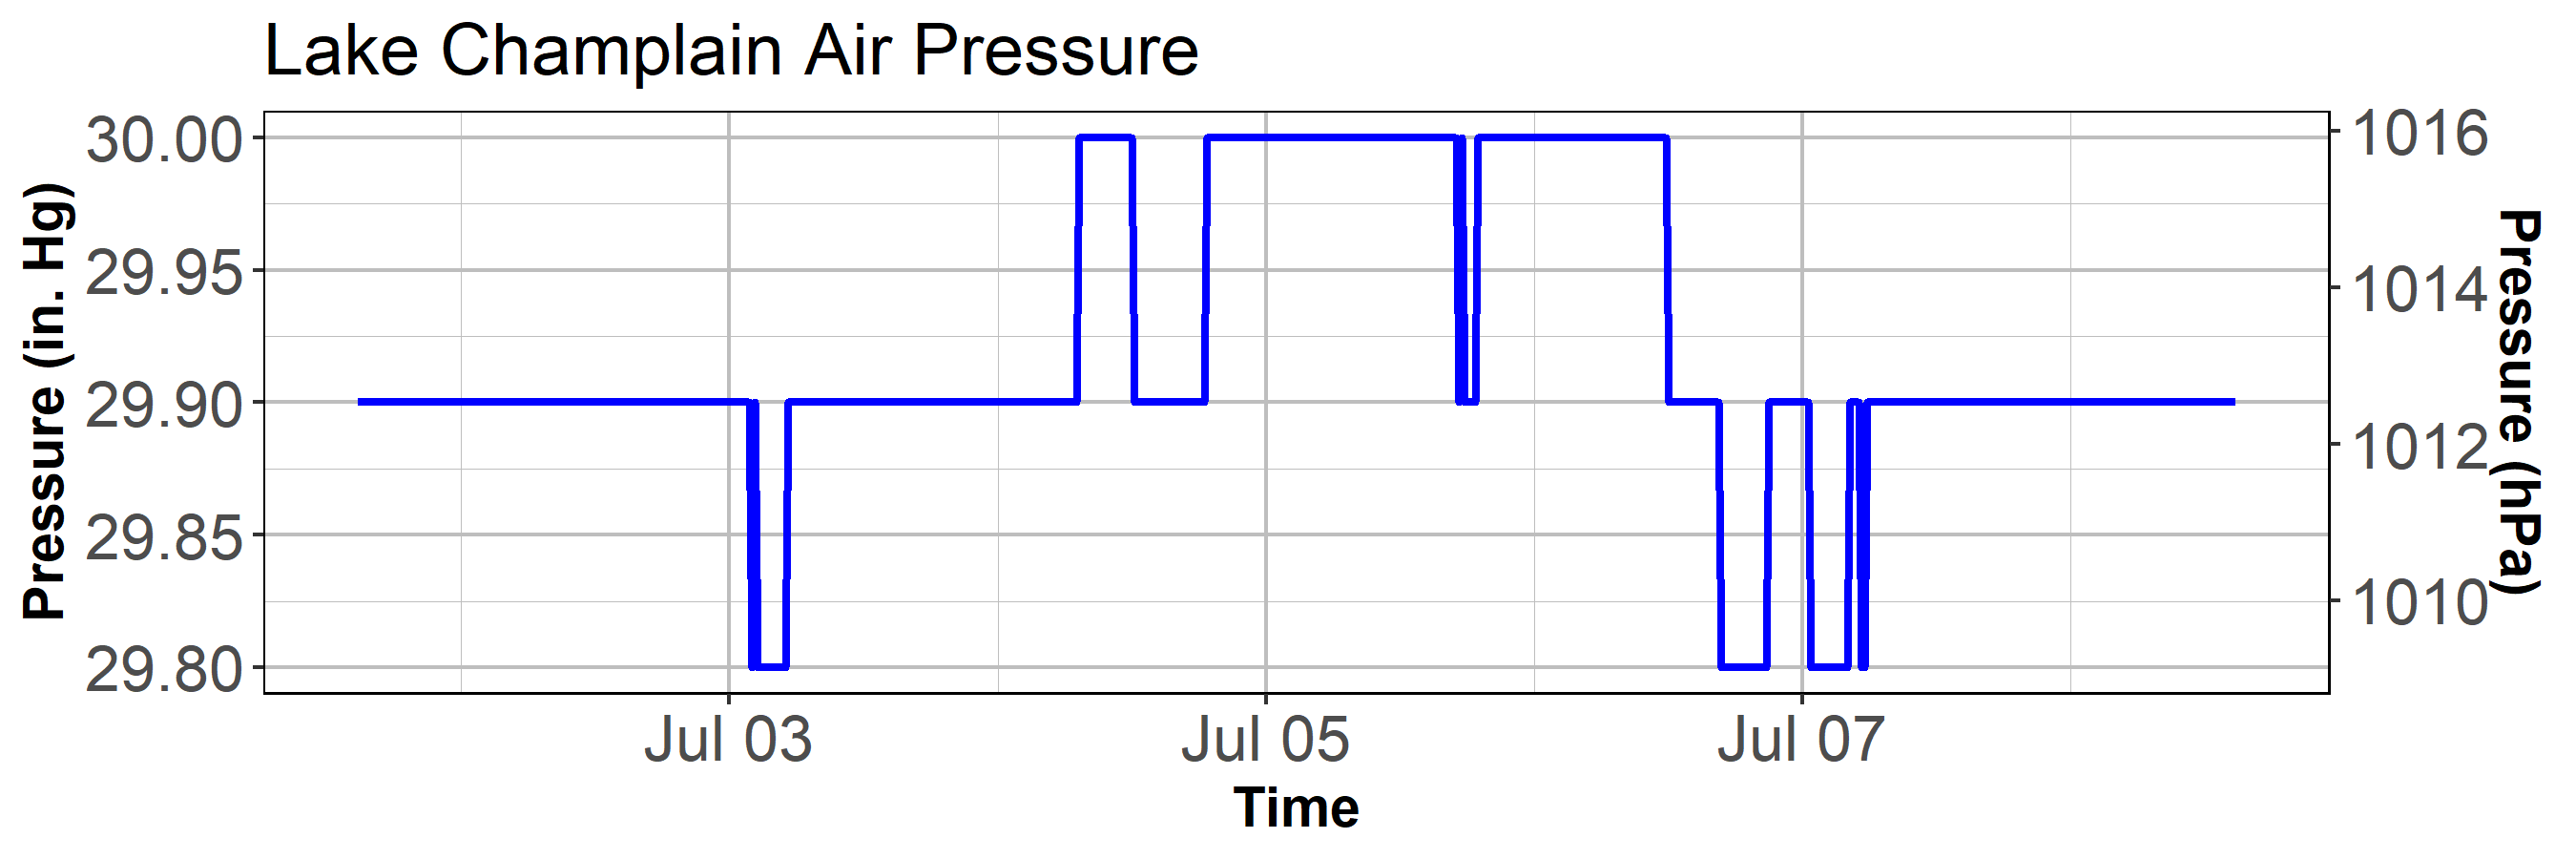 Lake Champlain Air Pressure
Pressure (in. Hg)
30.00
29.95
29.90
29.85
29.80
1016
1014
1012
1010
Pressure (hPa)
Jul 03 Jul 05 Jul 07
Time